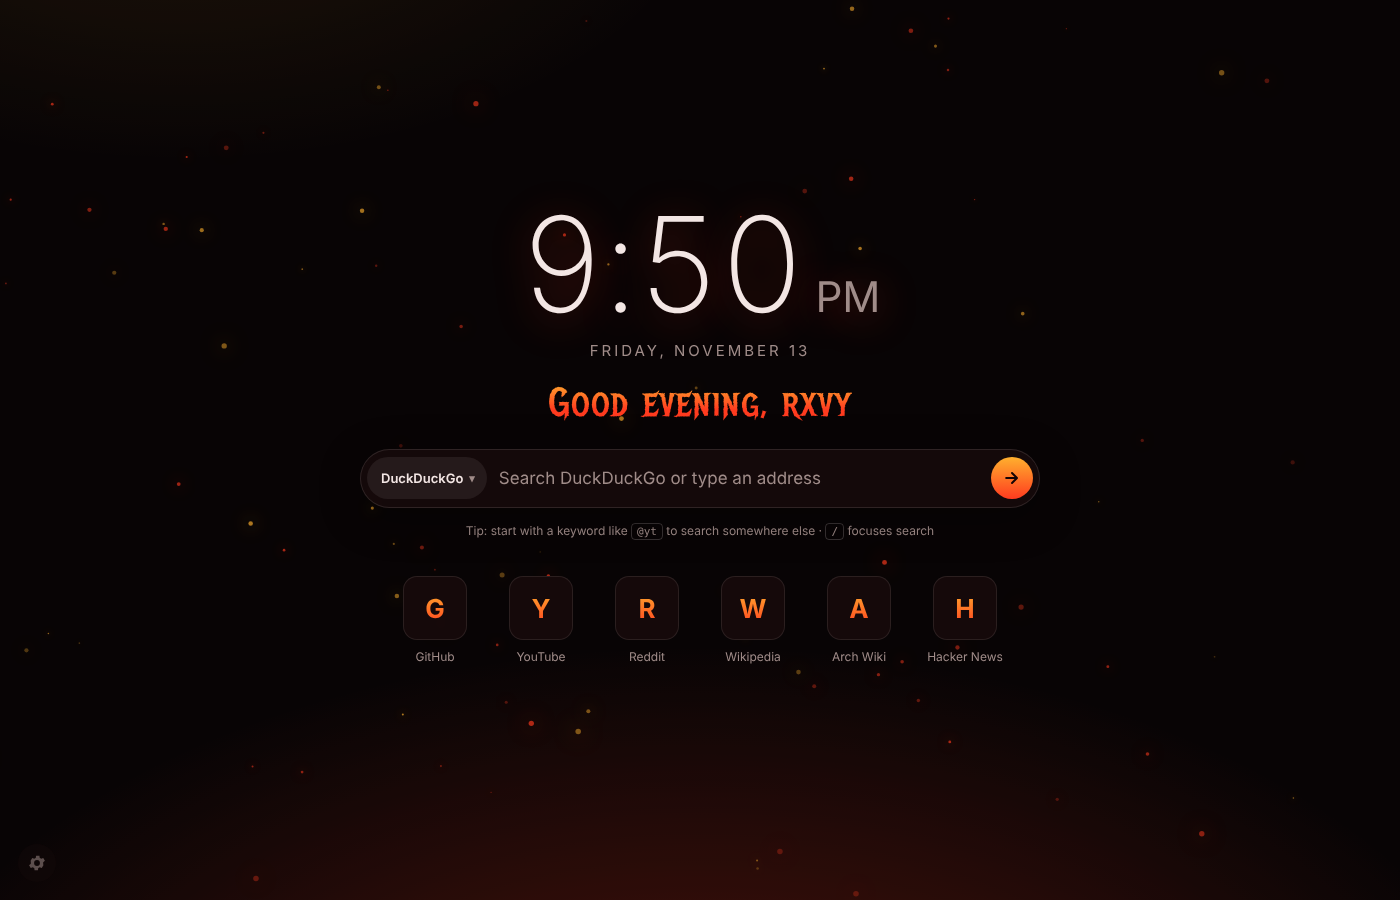 9:50 PM
FRIDAY, NOVEMBER 13
Good evening, rxvy
DuckDuckGo ▾ Search DuckDuckGo or type an address
Tip: start with a keyword like @yt to search somewhere else · / focuses search
G Y R W A H
GitHub YouTube Reddit Wikipedia Arch Wiki Hacker News